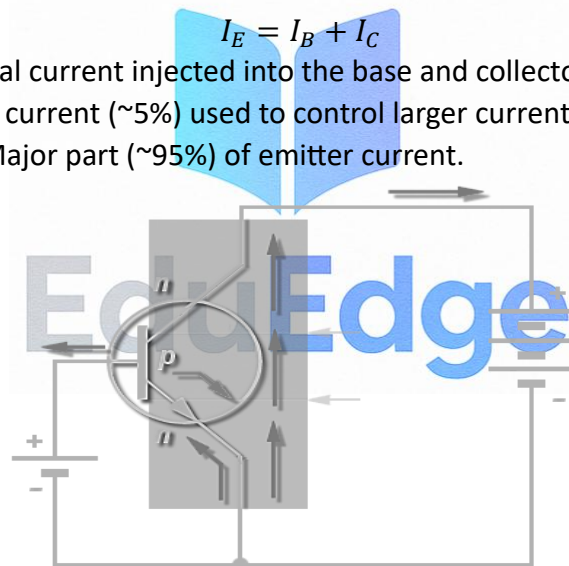 I_E = I_B + I_C
al current injected into the base and collecto
current (~5%) used to control larger current
Major part (~95%) of emitter current.
n
EduEdge
+
p
−
n
+
−